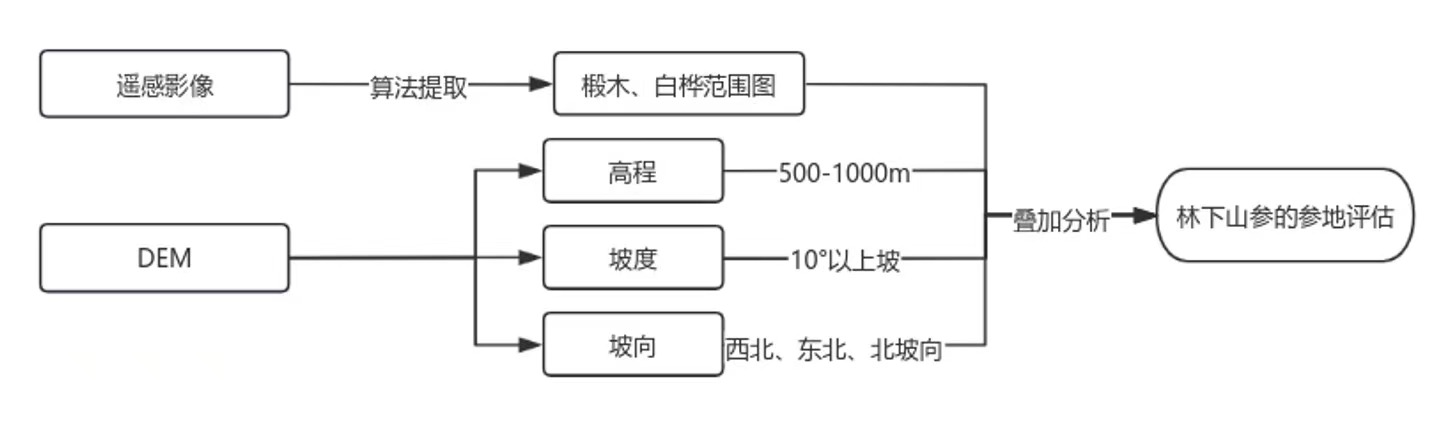 遥感影像
算法提取
椴木、白桦范围图
DEM
高程
500-1000m
坡度
10°以上坡
坡向
西北、东北、北坡向
叠加分析
林下山参的参地评估